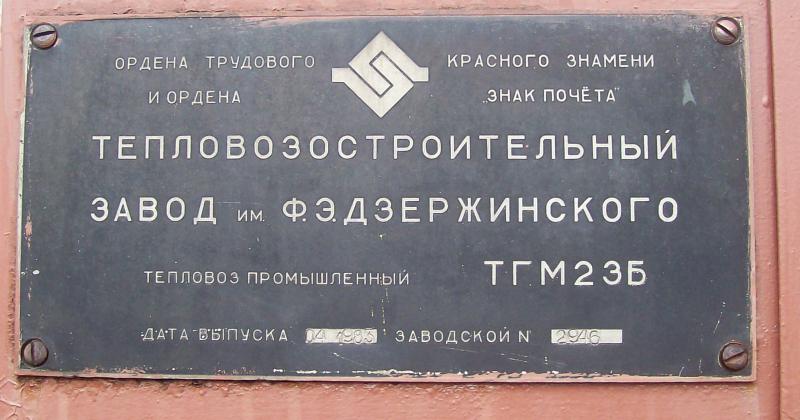 ОРДЕНА ТРУДОВОГО КРАСНОГО ЗНАМЕНИ
И ОРДЕНА „ЗНАК ПОЧЁТА"
ТЕПЛОВОЗОСТРОИТЕЛЬНЫЙ
ЗАВОД ИМ. Ф.Э.ДЗЕРЖИНСКОГО
ТЕПЛОВОЗ ПРОМЫШЛЕННЫЙ ТГМ23Б
ДАТА ВЫПУСКА 04 1983 ЗАВОДСКОЙ N 2946